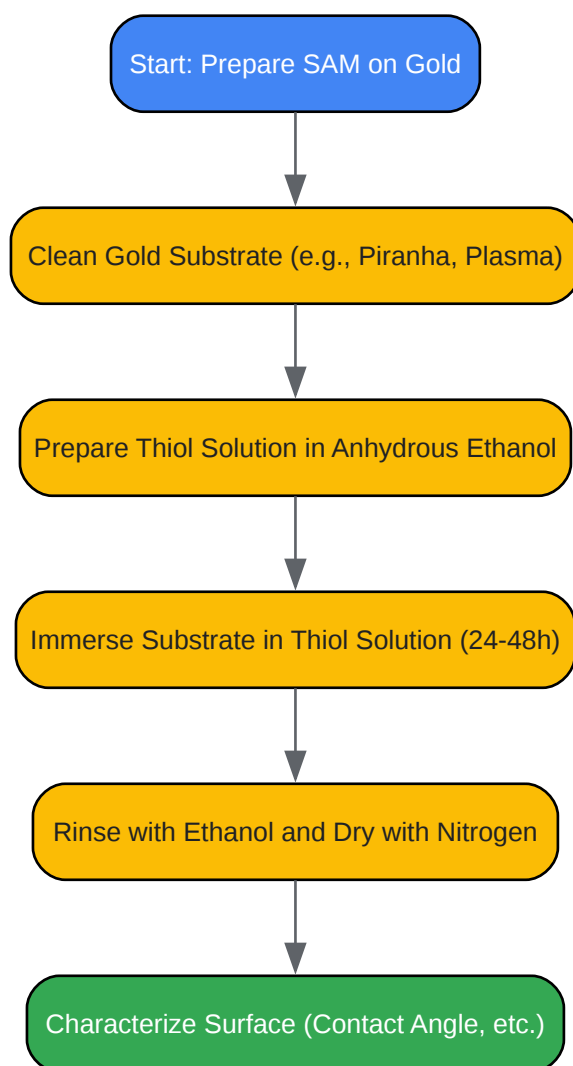 Start: Prepare SAM on Gold
Clean Gold Substrate (e.g., Piranha, Plasma)
Prepare Thiol Solution in Anhydrous Ethanol
Immerse Substrate in Thiol Solution (24-48h)
Rinse with Ethanol and Dry with Nitrogen
Characterize Surface (Contact Angle, etc.)